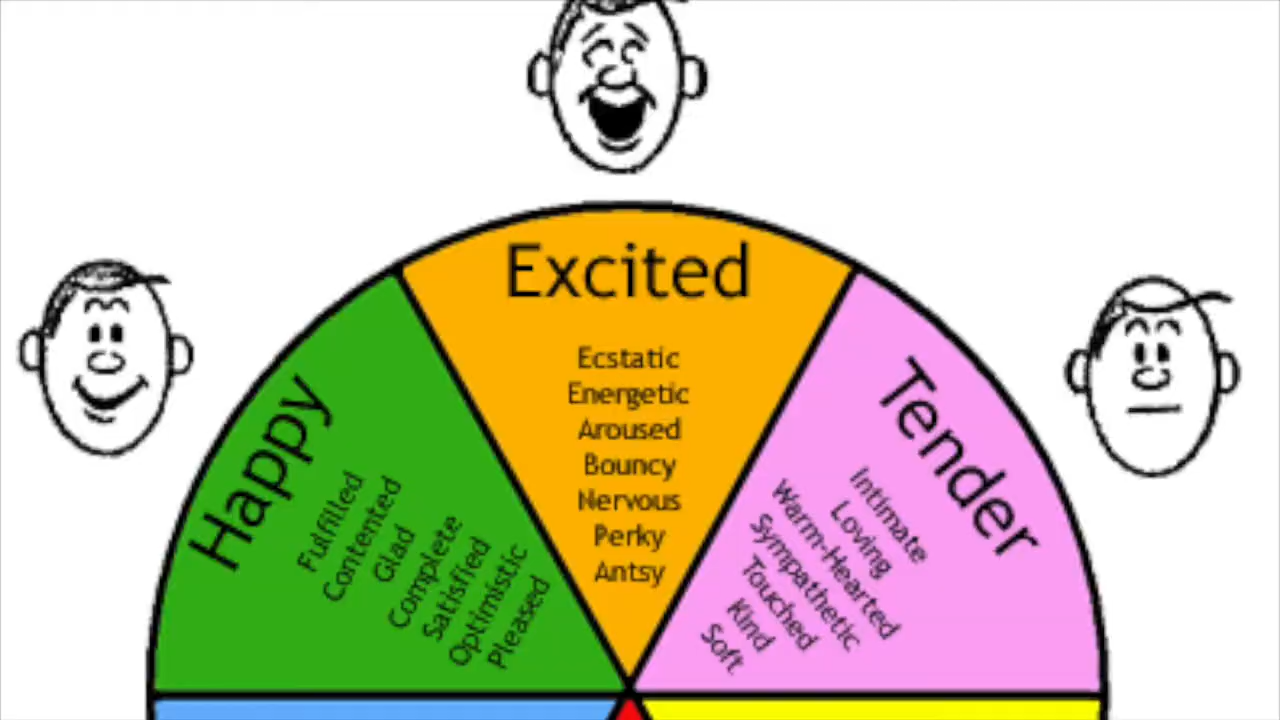 Happy
Fulfilled
Contented
Glad
Complete
Satisfied
Optimistic
Pleased
Excited
Ecstatic
Energetic
Aroused
Bouncy
Nervous
Perky
Antsy
Tender
Intimate
Loving
Warm-Hearted
Sympathetic
Touched
Kind
Soft